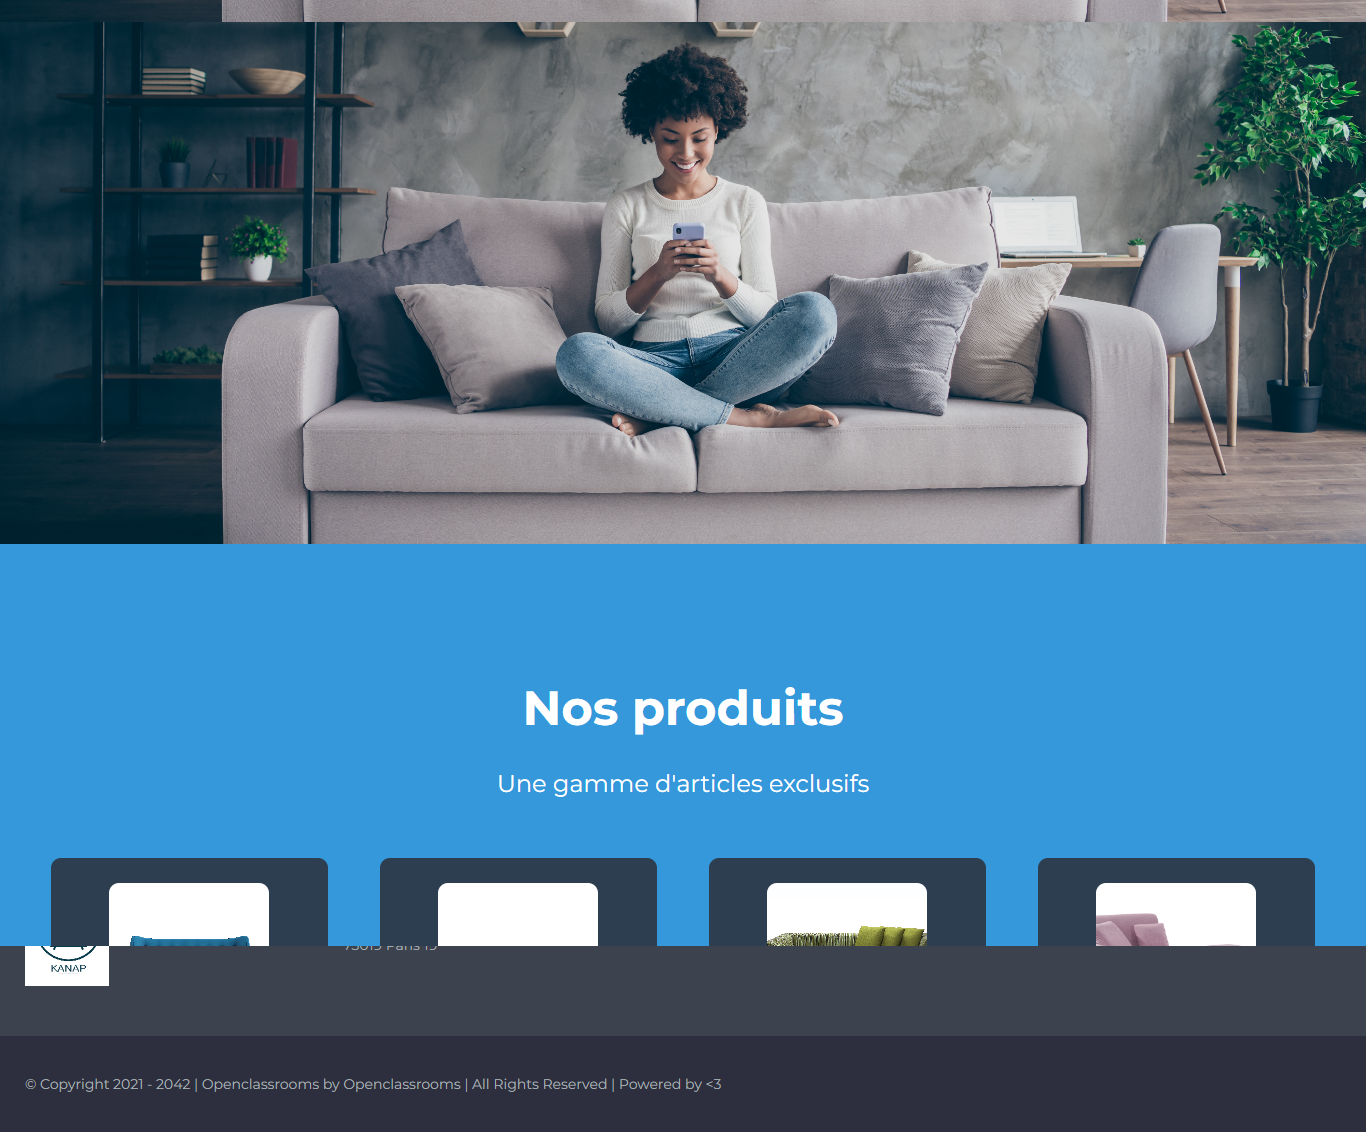 Nos produits
Une gamme d'articles exclusifs
KANAP
© Copyright 2021 - 2042 | Openclassrooms by Openclassrooms | All Rights Reserved | Powered by <3